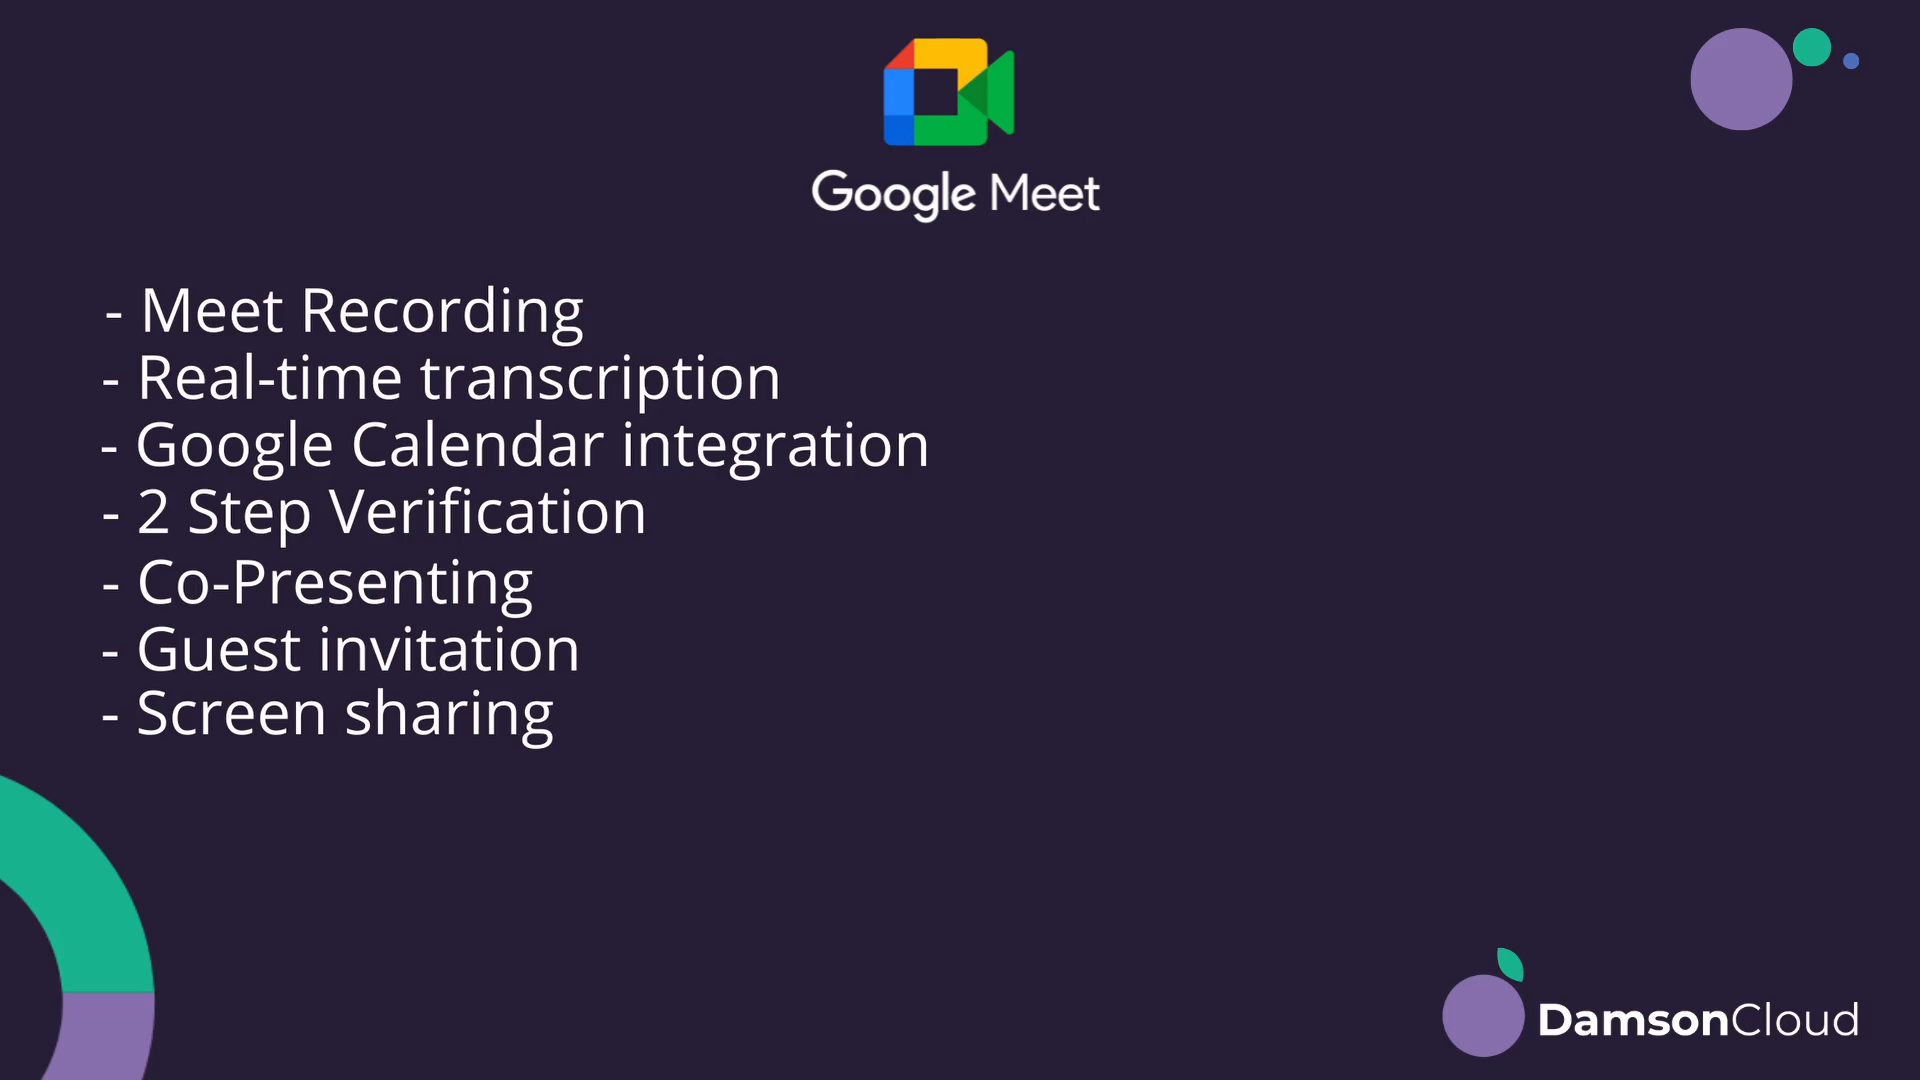 Google Meet
- Meet Recording
- Real-time transcription
- Google Calendar integration
- 2 Step Verification
- Co-Presenting
- Guest invitation
- Screen sharing
DamsonCloud